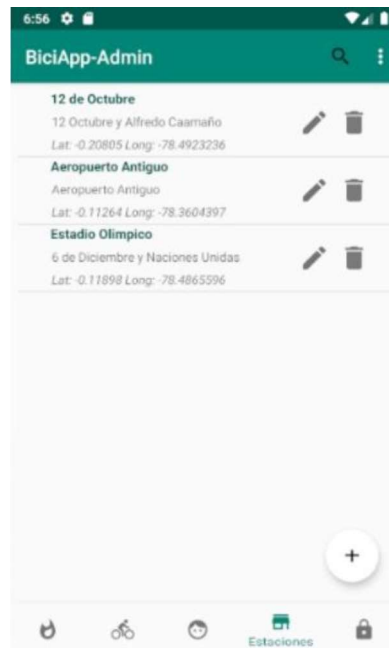 6:56
BiciApp-Admin
12 de Octubre
12 Octubre y Alfredo Caamaño
Lat: -0.20805 Long: -78.4923236
Aeropuerto Antiguo
Aeropuerto Antiguo
Lat: -0.11264 Long: -78.3604397
Estadio Olimpico
6 de Diciembre y Naciones Unidas
Lat: -0.11898 Long: -78.4865596
Estaciones